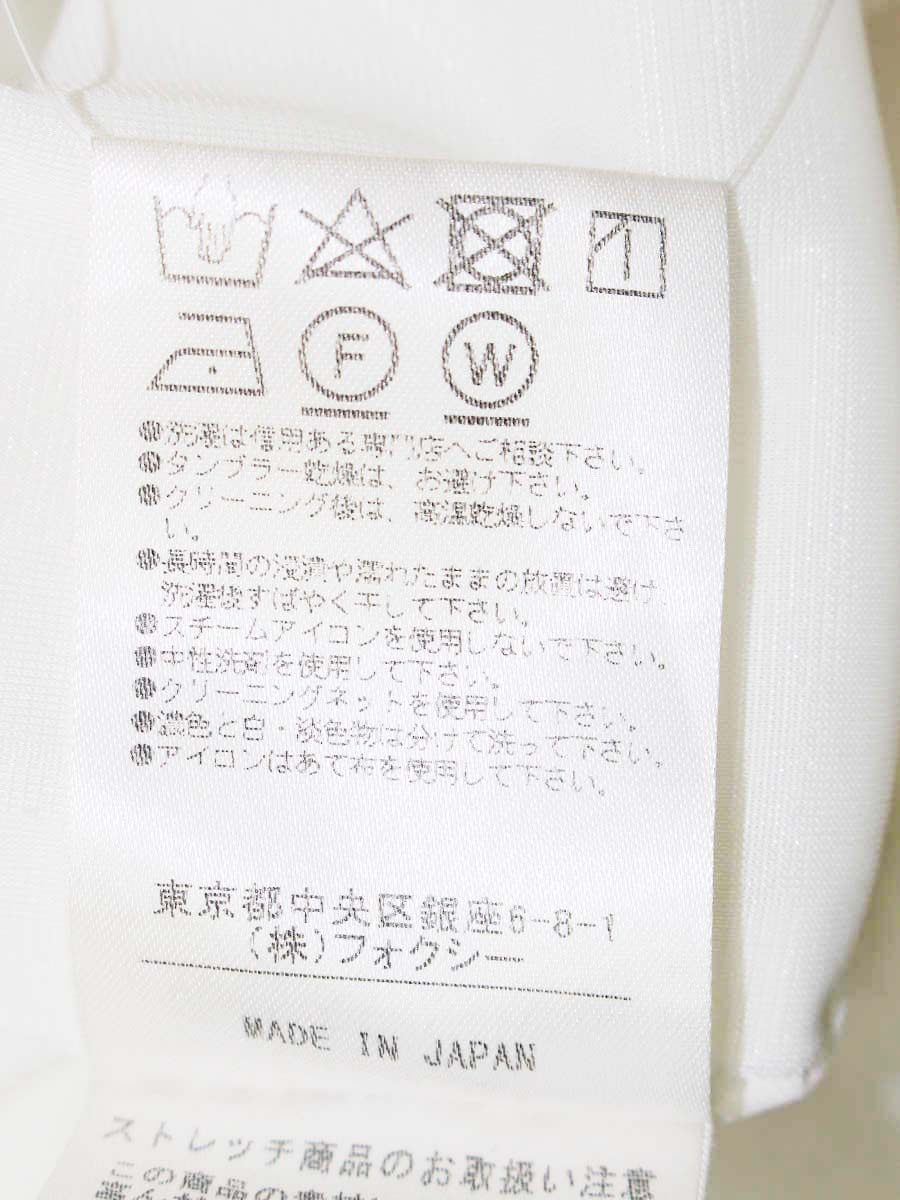 F W
●洗濯は信用ある専門店へご相談下さい。
●タンブラー乾燥は、お避け下さい。
●クリーニング後は、高温乾燥しないで下さ
い。
●長時間の浸漬や濡れたままの放置は避け
洗濯後すばやく干して下さい。
●スチームアイコンを使用しないで下さい。
●中性洗剤を使用して下さい。
●クリーニングネットを使用して下さい。
●濃色と白・淡色物は分けて洗って下さい。
●アイロンはあて布を使用して下さい。
東京都中央区銀座6-8-1
(株)フォクシー
MADE IN JAPAN
ストレッチ商品のお取扱い注意
この商品の素材